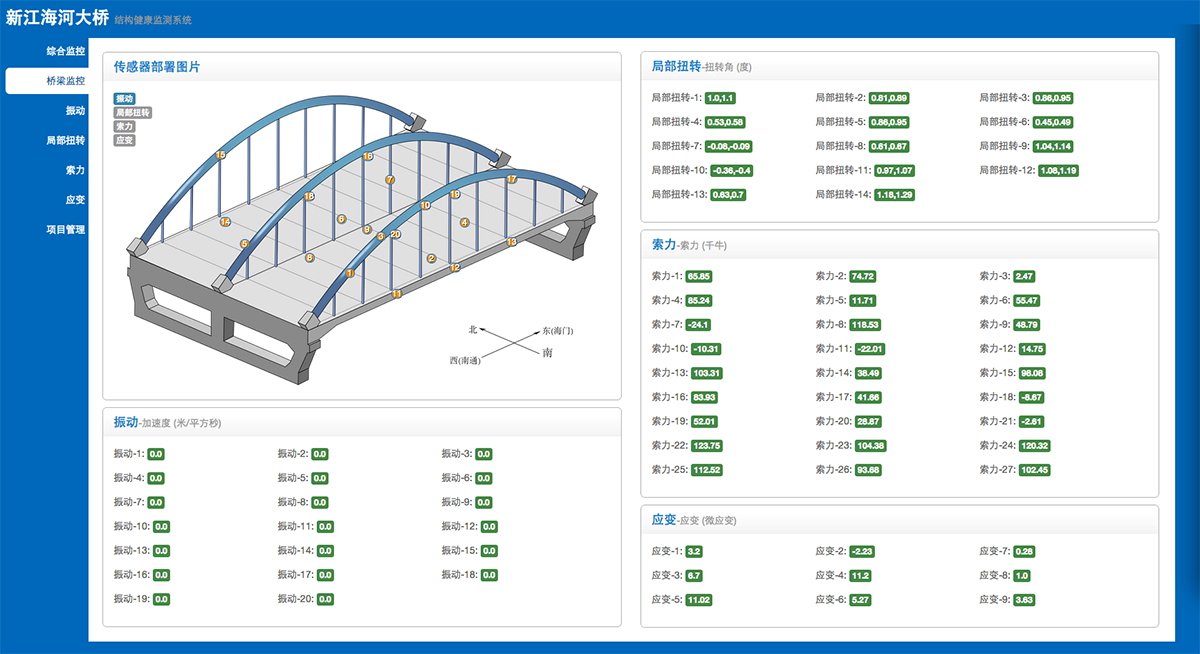 新江海河大桥 结构健康监测系统
综合监控
桥梁监控
振动
局部扭转
索力
应变
项目管理
传感器部署图片
振动
局部扭转
索力
应变
15
16
7
17
18
19
10
14
6
4
9
3
20
5
13
8
2
12
1
11
北
东(海门)
西(南通)
南
振动-加速度 (米/平方秒)
振动-1: 0.0 振动-2: 0.0 振动-3: 0.0
振动-4: 0.0 振动-5: 0.0 振动-6: 0.0
振动-7: 0.0 振动-8: 0.0 振动-9: 0.0
振动-10: 0.0 振动-11: 0.0 振动-12: 0.0
振动-13: 0.0 振动-14: 0.0 振动-15: 0.0
振动-16: 0.0 振动-17: 0.0 振动-18: 0.0
振动-19: 0.0 振动-20: 0.0
局部扭转-扭转角 (度)
局部扭转-1: 1.0,1.1 局部扭转-2: 0.81,0.89 局部扭转-3: 0.86,0.95
局部扭转-4: 0.53,0.58 局部扭转-5: 0.86,0.95 局部扭转-6: 0.45,0.49
局部扭转-7: -0.08,-0.09 局部扭转-8: 0.61,0.67 局部扭转-9: 1.04,1.14
局部扭转-10: -0.36,-0.4 局部扭转-11: 0.97,1.07 局部扭转-12: 1.08,1.19
局部扭转-13: 0.63,0.7 局部扭转-14: 1.18,1.29
索力-索力 (千牛)
索力-1: 65.85 索力-2: 74.72 索力-3: 2.47
索力-4: 65.24 索力-5: 11.71 索力-6: 55.47
索力-7: -24.1 索力-8: 118.53 索力-9: 48.79
索力-10: -10.31 索力-11: -22.01 索力-12: 14.75
索力-13: 103.31 索力-14: 38.49 索力-15: 98.08
索力-16: 83.93 索力-17: 41.66 索力-18: -8.67
索力-19: 52.01 索力-20: 28.87 索力-21: -2.61
索力-22: 123.75 索力-23: 104.38 索力-24: 120.32
索力-25: 112.52 索力-26: 93.68 索力-27: 102.45
应变-应变 (微应变)
应变-1: 3.2 应变-2: -2.23 应变-7: 0.28
应变-3: 6.7 应变-4: 11.2 应变-8: 1.0
应变-5: 11.02 应变-6: 5.27 应变-9: 3.63